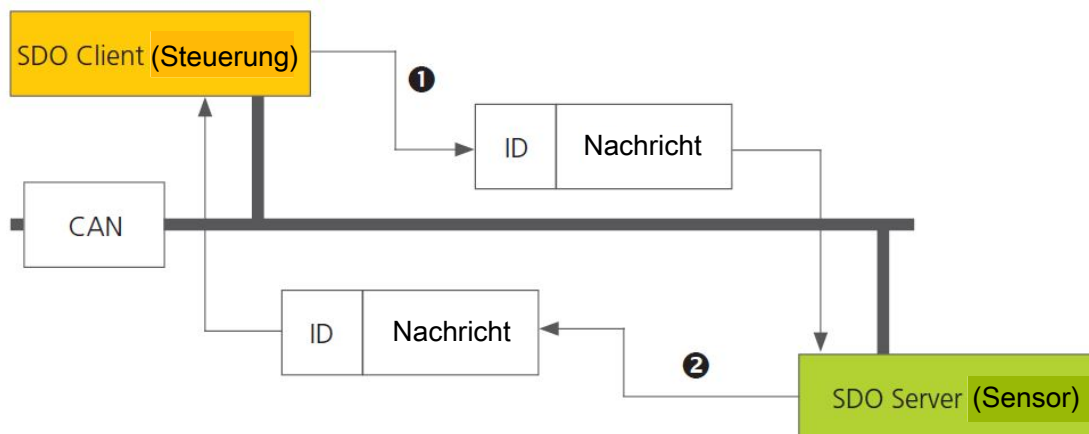 SDO Client (Steuerung)
❶
ID Nachricht
CAN
ID Nachricht
❷
SDO Server (Sensor)